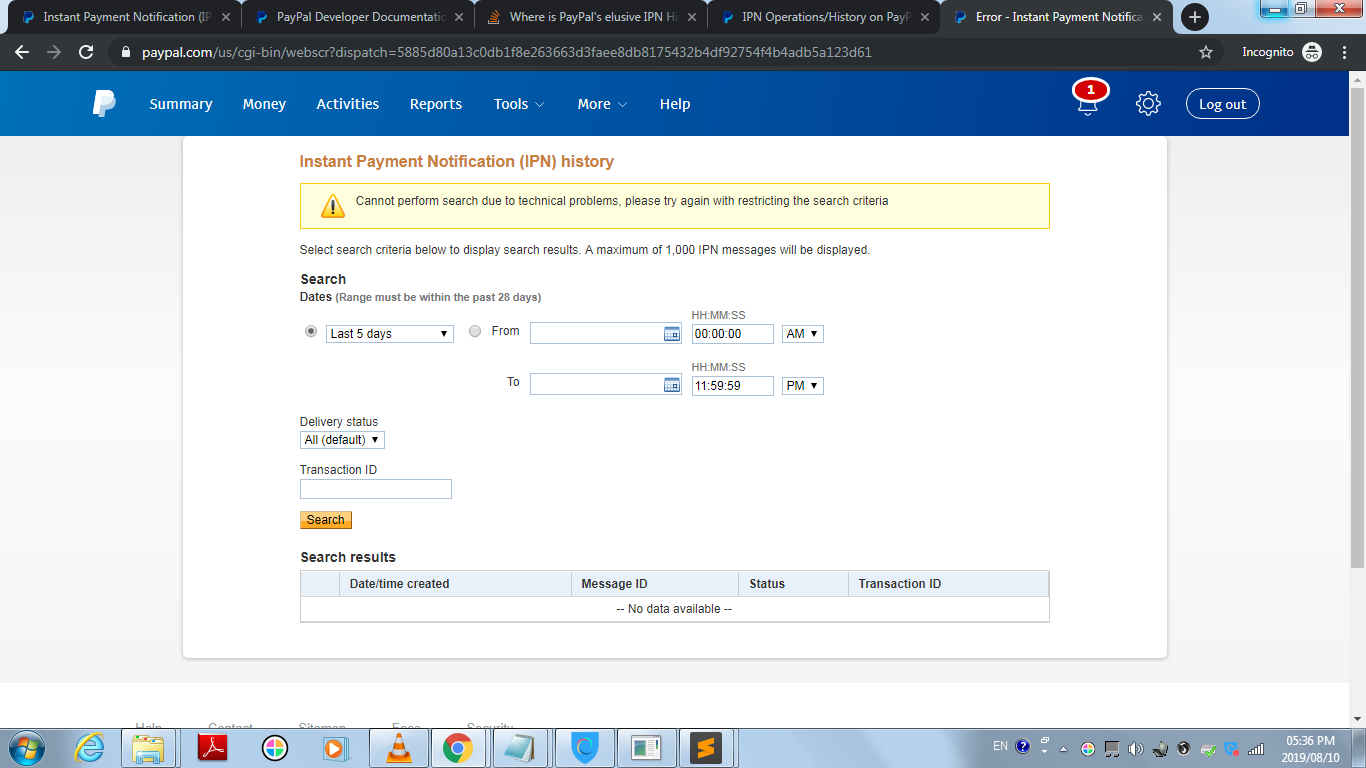 Instant Payment Notification (IP
PayPal Developer Documentatio
Where is PayPal's elusive IPN Hi
IPN Operations/History on PayP
Error - Instant Payment Notifica
paypal.com/us/cgi-bin/webscr?dispatch=5885d80a13c0db1f8e263663d3faee8db8175432b4df92754f4b4adb5a123d61
Incognito
Summary Money Activities Reports Tools More Help
1
Log out
Instant Payment Notification (IPN) history
Cannot perform search due to technical problems, please try again with restricting the search criteria
Select search criteria below to display search results. A maximum of 1,000 IPN messages will be displayed.
Search
Dates (Range must be within the past 28 days)
HH:MM:SS
Last 5 days From 00:00:00 AM
HH:MM:SS
To 11:59:59 PM
Delivery status
All (default)
Transaction ID
Search
Search results
Date/time created Message ID Status Transaction ID
-- No data available --
Help Contact Sitemap Fees Security
EN
05:36 PM
2019/08/10